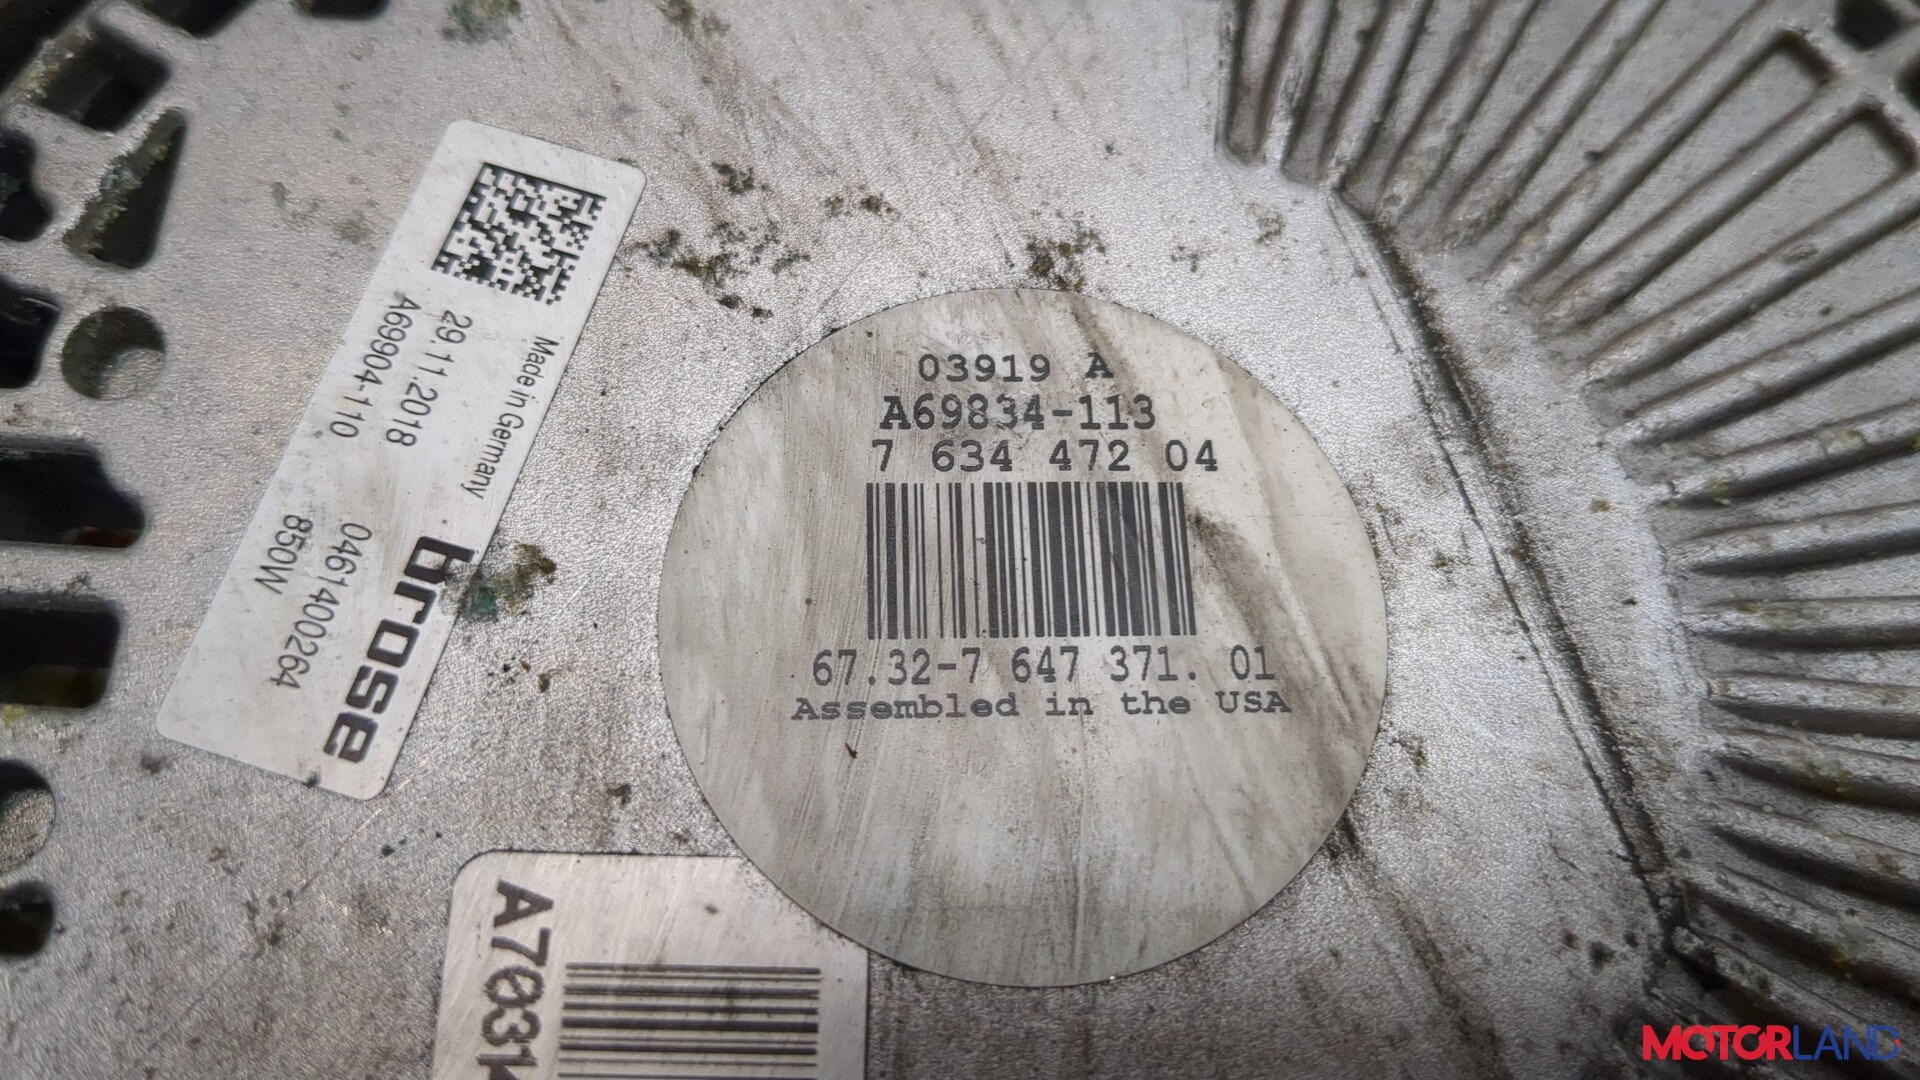 Made in Germany
29.11.2018
A69904-110
brose
0461400264
850W
03919 A
A69834-113
7 634 472 04
67.32-7 647 371. 01
Assembled in the USA
A7031
MOTORLAND